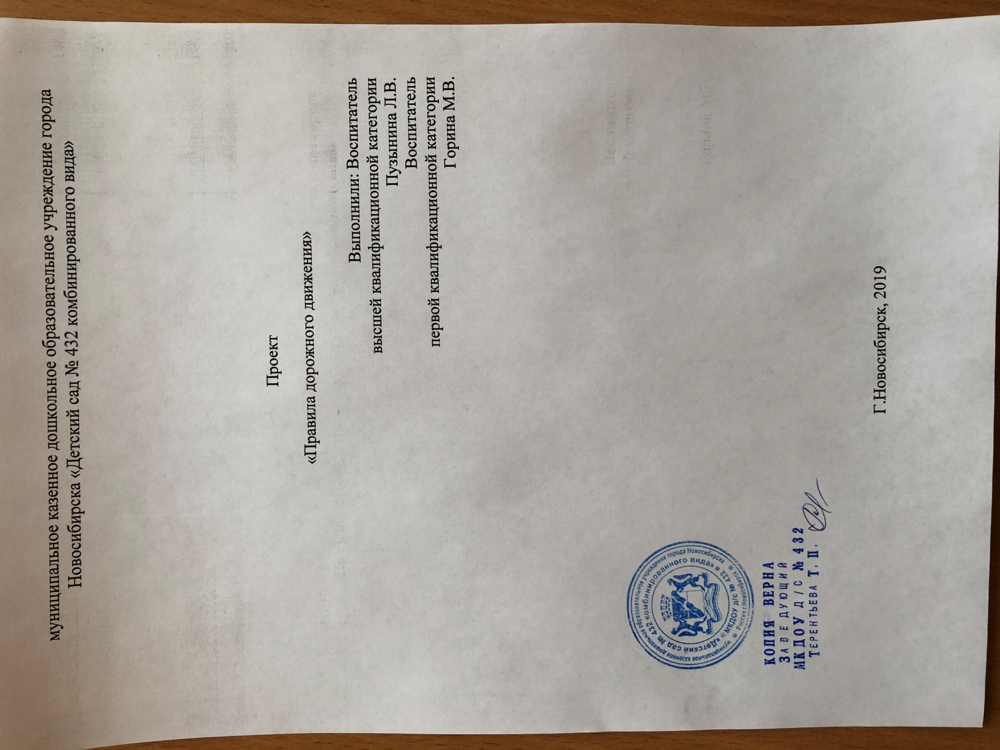 муниципальное казенное дошкольное образовательное учреждение города
Новосибирска «Детский сад № 432 комбинированного вида»
Проект
«Правила дорожного движения»
Выполнили: Воспитатель
высшей квалификационной категории
Пузынина Л.В.
Воспитатель
первой квалификационной категории
Горина М.В.
муниципальное казенное дошкольное образовательное учреждение города Новосибирска
* Россия г.Новосибирск *
«Детский сад № 432 комбинированного вида»
* МКДОУ д/с № 432 *
КОПИЯ ВЕРНА
ЗАВЕДУЮЩИЙ
МКДОУ Д/С № 432
ТЕРЕНТЬЕВА Т. П.
Г.Новосибирск, 2019